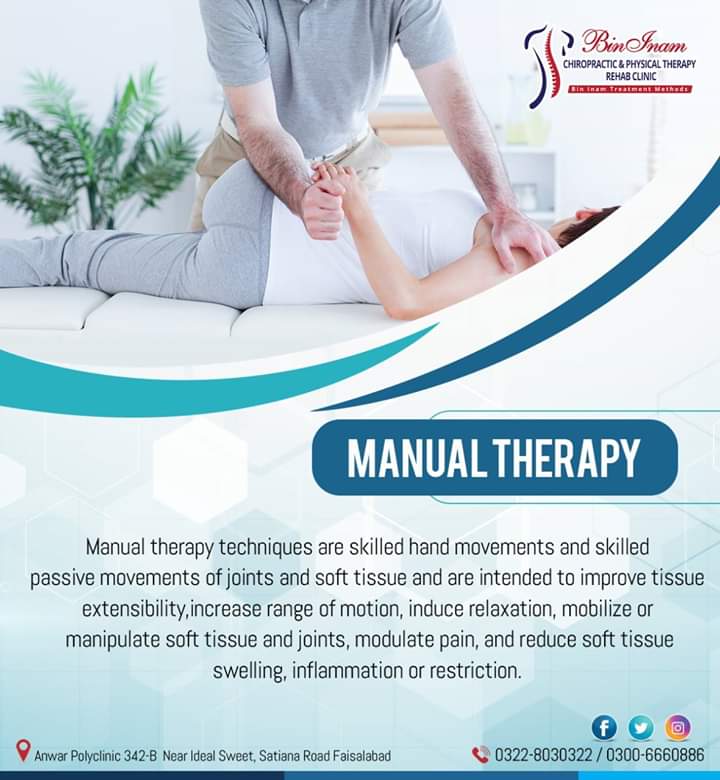 Bin Inam
CHIROPRACTIC & PHYSICAL THERAPY
REHAB CLINIC
Bin Inam Treatment Methods
MANUAL THERAPY
Manual therapy techniques are skilled hand movements and skilled
passive movements of joints and soft tissue and are intended to improve tissue
extensibility,increase range of motion, induce relaxation, mobilize or
manipulate soft tissue and joints, modulate pain, and reduce soft tissue
swelling, inflammation or restriction.
Anwar Polyclinic 342-B Near Ideal Sweet, Satiana Road Faisalabad
0322-8030322 / 0300-6660886